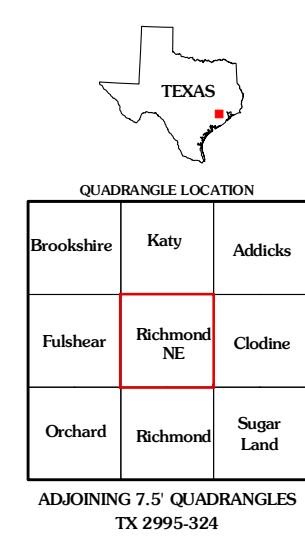 TEXAS
QUADRANGLE LOCATION
Brookshire
Katy
Addicks
Fulshear
Richmond
NE
Clodine
Orchard
Richmond
Sugar
Land
ADJOINING 7.5' QUADRANGLES
TX 2995-324